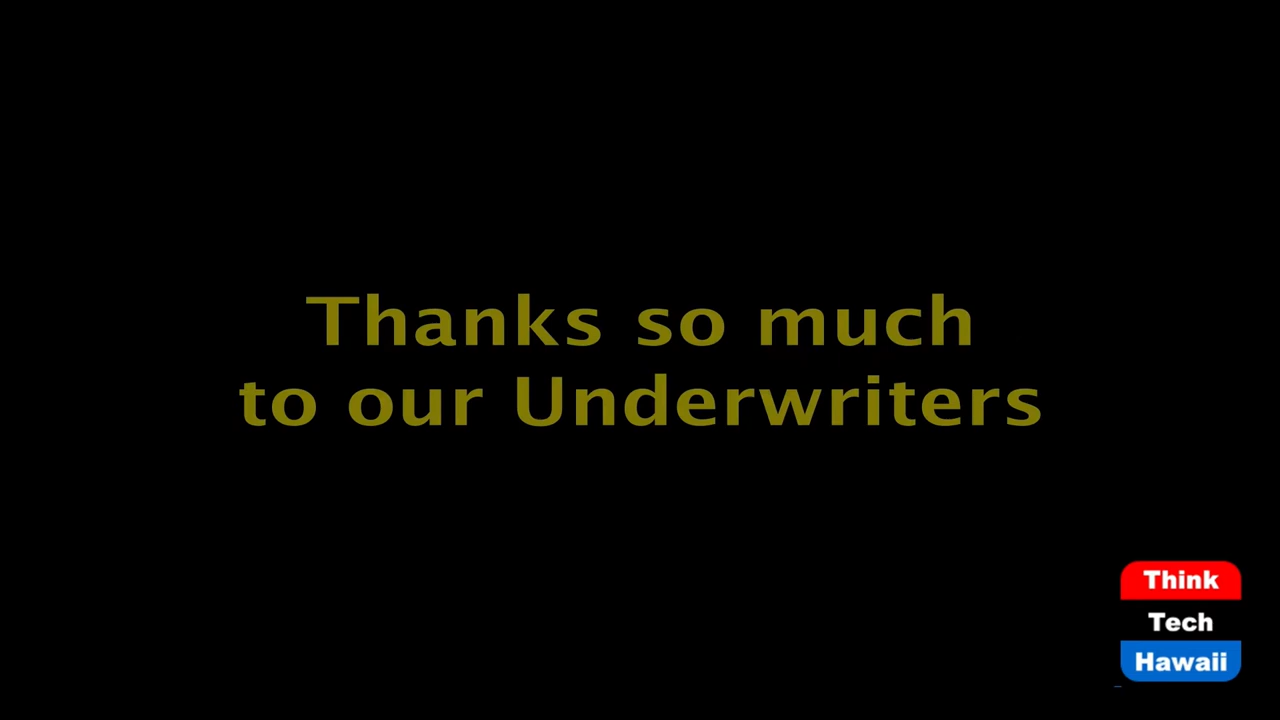 Thanks so much
to our Underwriters
Think
Tech
Hawaii